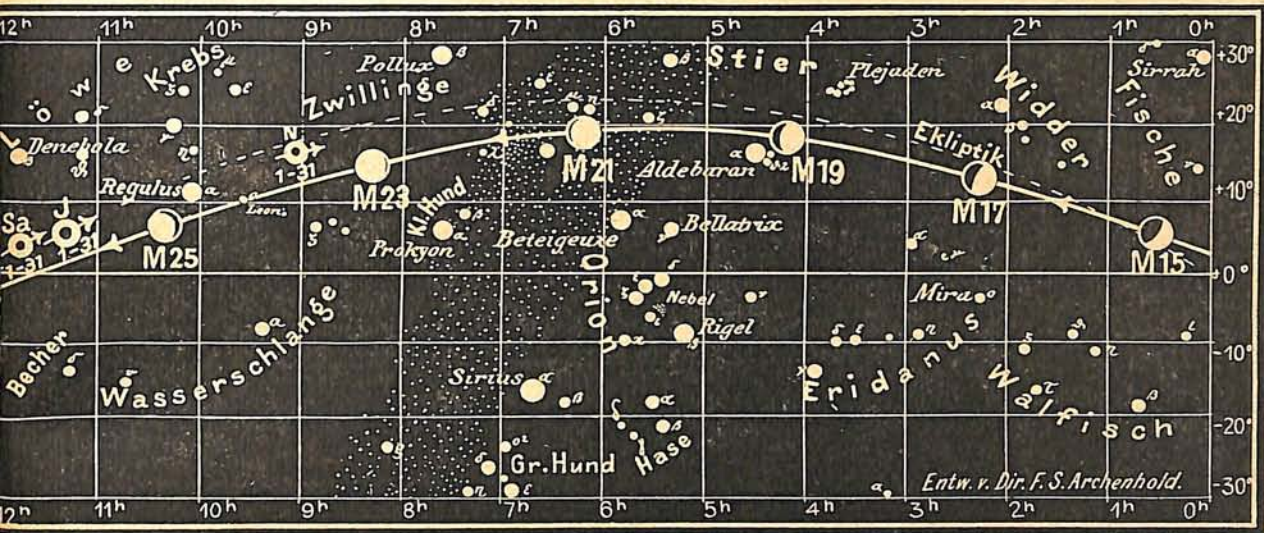 12h 11h 10h 9h 8h 7h 6h 5h 4h 3h 2h 1h 0h
+30°
+20°
+10°
0°
-10°
-20°
-30°
Löwe
Krebs
Zwillinge
Pollux β
Stier
Plejaden
Widder
Sirrah α
Fische
Denebola
Regulus α
N
1-31
Ekliptik
Aldebaran
Sa
1-31
J
1-31
M25
M23
M21
M19
M17
M15
Kl. Hund
Prokyon
Beteigeuze α
Bellatrix
Orion
Nebel
Rigel
Mira o
Becher
Wasserschlange
Sirius α
Eridanus
Walfisch
Gr. Hund
Hase
Entw. v. Dir. F. S. Archenhold.
12h 11h 10h 9h 8h 7h 6h 5h 4h 3h 2h 1h 0h